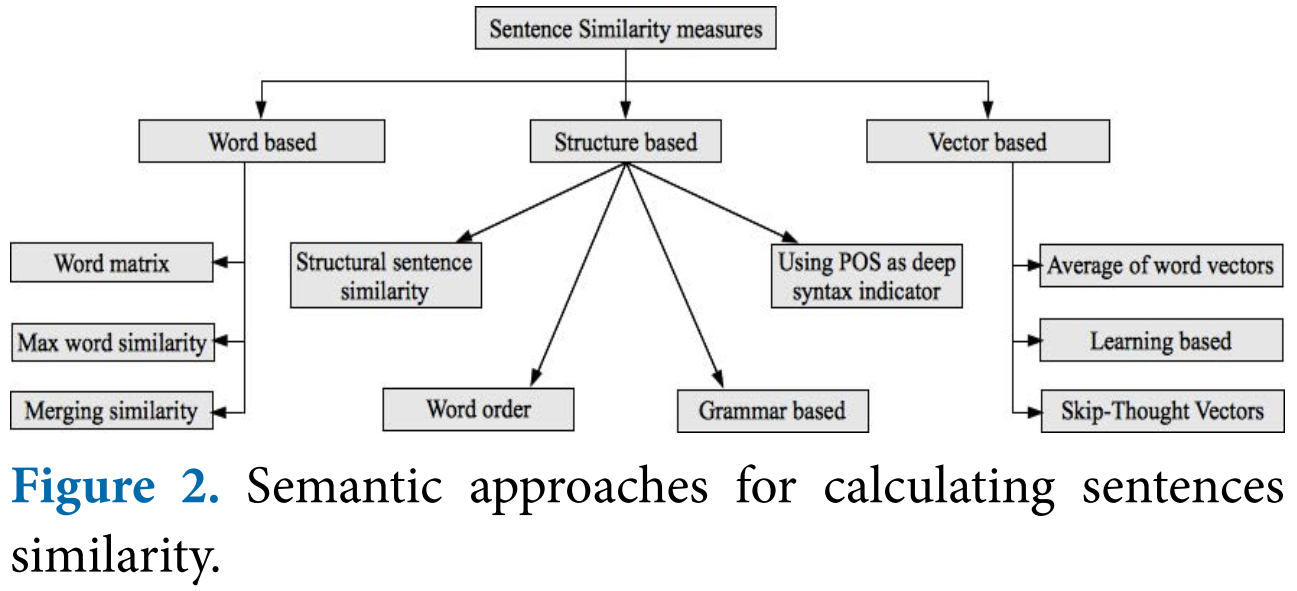 Sentence Similarity measures
Word based
Structure based
Vector based
Word matrix
Structural sentence
similarity
Using POS as deep
syntax indicator
Average of word vectors
Max word similarity
Learning based
Merging similarity
Word order
Grammar based
Skip-Thought Vectors
Figure 2. Semantic approaches for calculating sentences
similarity.